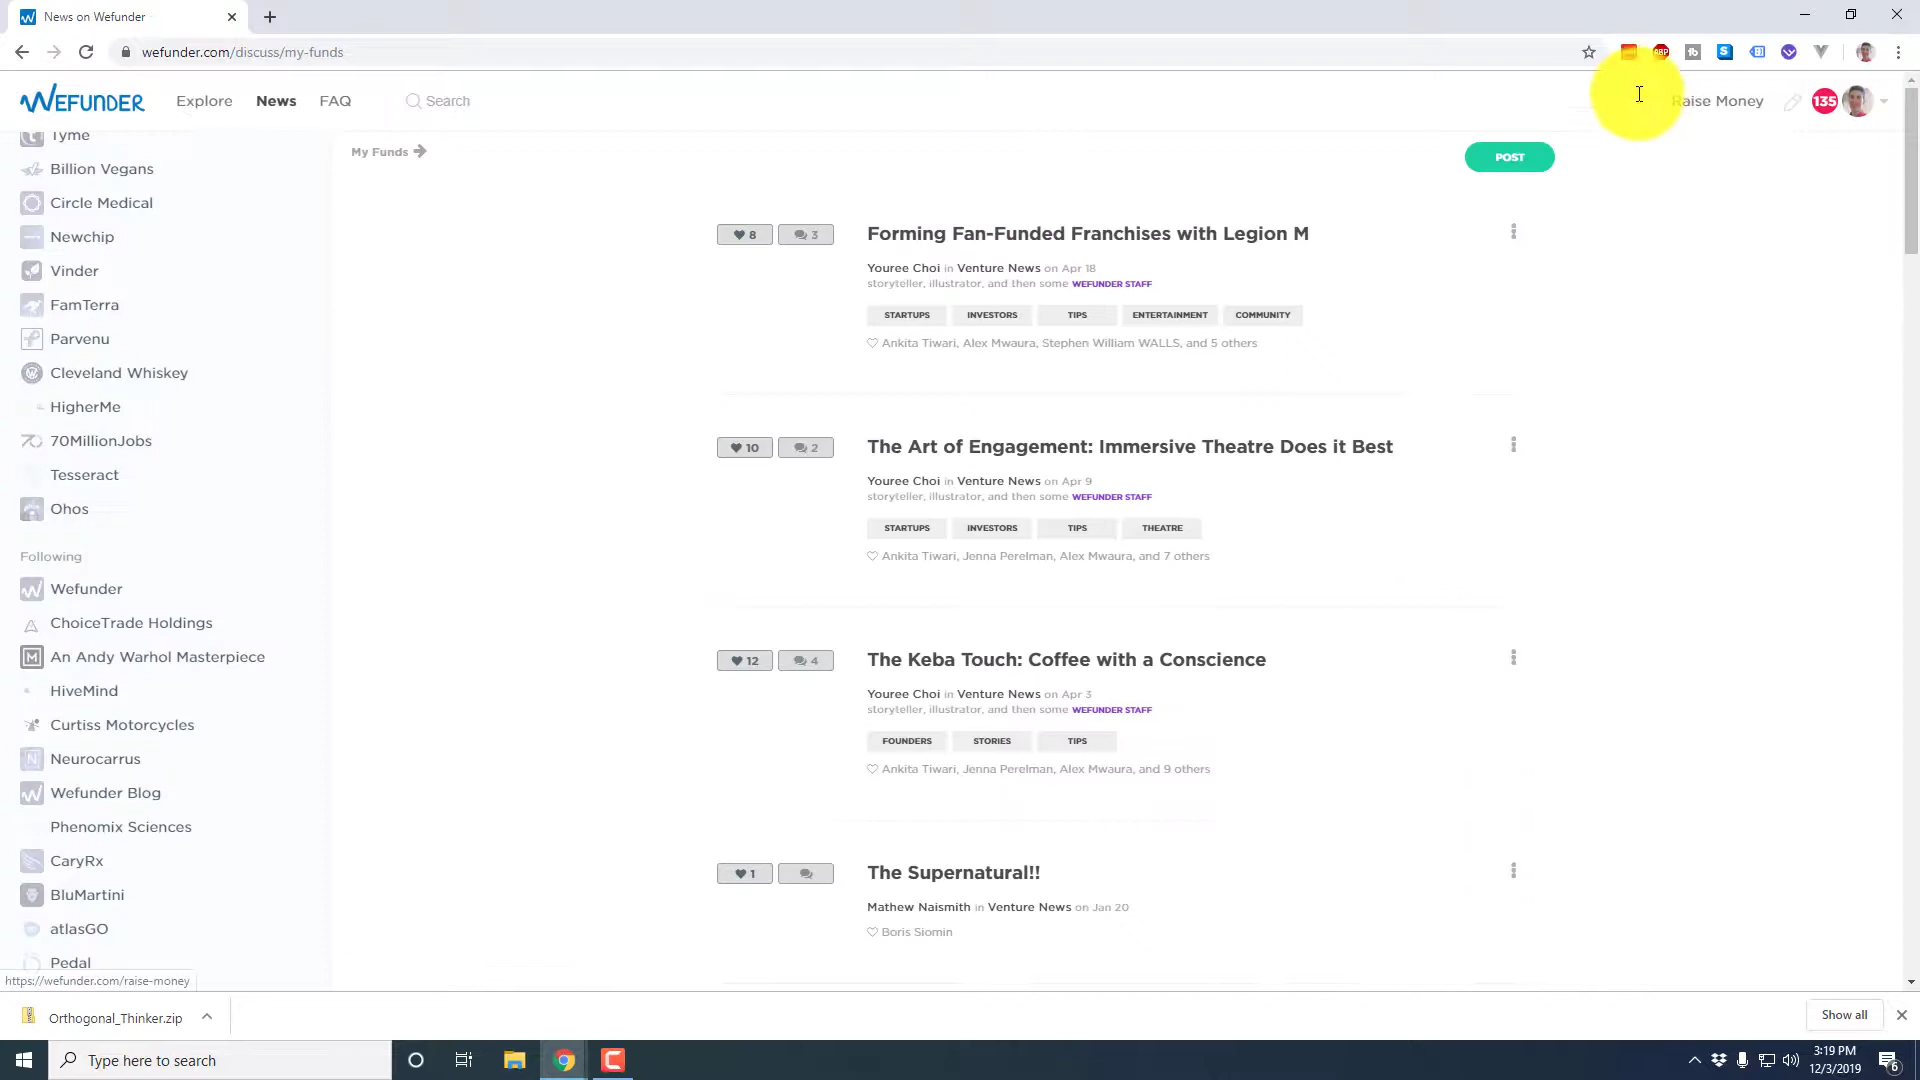 News on Wefunder
wefunder.com/discuss/my-funds
WEFUNDER
Explore
News
FAQ
Search
Raise Money
135
Tyme
Billion Vegans
Circle Medical
Newchip
Vinder
FamTerra
Parvenu
Cleveland Whiskey
HigherMe
70MillionJobs
Tesseract
Ohos
Following
Wefunder
ChoiceTrade Holdings
An Andy Warhol Masterpiece
HiveMind
Curtiss Motorcycles
Neurocarrus
Wefunder Blog
Phenomix Sciences
CaryRx
BluMartini
atlasGO
Pedal
https://wefunder.com/raise-money
My Funds
POST
8 3
Forming Fan-Funded Franchises with Legion M
Youree Choi in Venture News on Apr 18
storyteller, illustrator, and then some WEFUNDER STAFF
STARTUPS INVESTORS TIPS ENTERTAINMENT COMMUNITY
Ankita Tiwari, Alex Mwaura, Stephen William WALLS, and 5 others
10 2
The Art of Engagement: Immersive Theatre Does it Best
Youree Choi in Venture News on Apr 9
storyteller, illustrator, and then some WEFUNDER STAFF
STARTUPS INVESTORS TIPS THEATRE
Ankita Tiwari, Jenna Perelman, Alex Mwaura, and 7 others
12 4
The Keba Touch: Coffee with a Conscience
Youree Choi in Venture News on Apr 3
storyteller, illustrator, and then some WEFUNDER STAFF
FOUNDERS STORIES TIPS
Ankita Tiwari, Jenna Perelman, Alex Mwaura, and 9 others
1
The Supernatural!!
Mathew Naismith in Venture News on Jan 20
Boris Siomin
Orthogonal_Thinker.zip
Show all
Type here to search
3:19 PM
12/3/2019
6